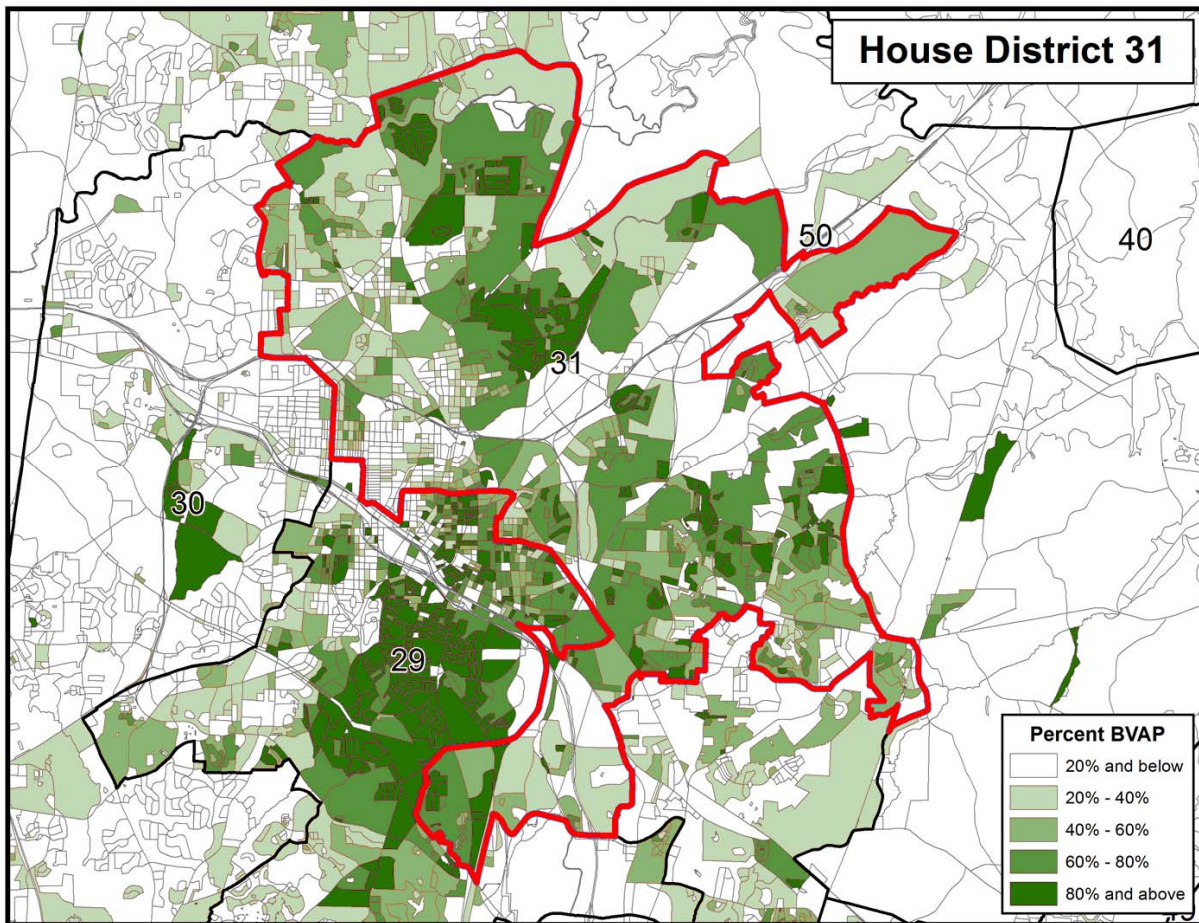 House District 31
50
40
31
30
29
Percent BVAP
20% and below
20% - 40%
40% - 60%
60% - 80%
80% and above